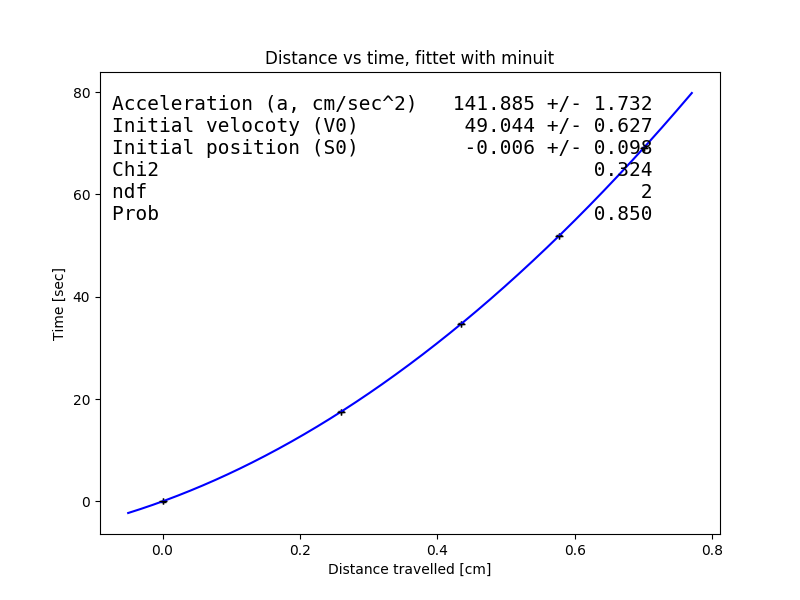 Distance vs time, fittet with minuit
Acceleration (a, cm/sec^2) 141.885 +/- 1.732
Initial velocoty (V0) 49.044 +/- 0.627
Initial position (S0) -0.006 +/- 0.098
Chi2 0.324
ndf 2
Prob 0.850
80
60
40
20
0
Time [sec]
0.0 0.2 0.4 0.6 0.8
Distance travelled [cm]